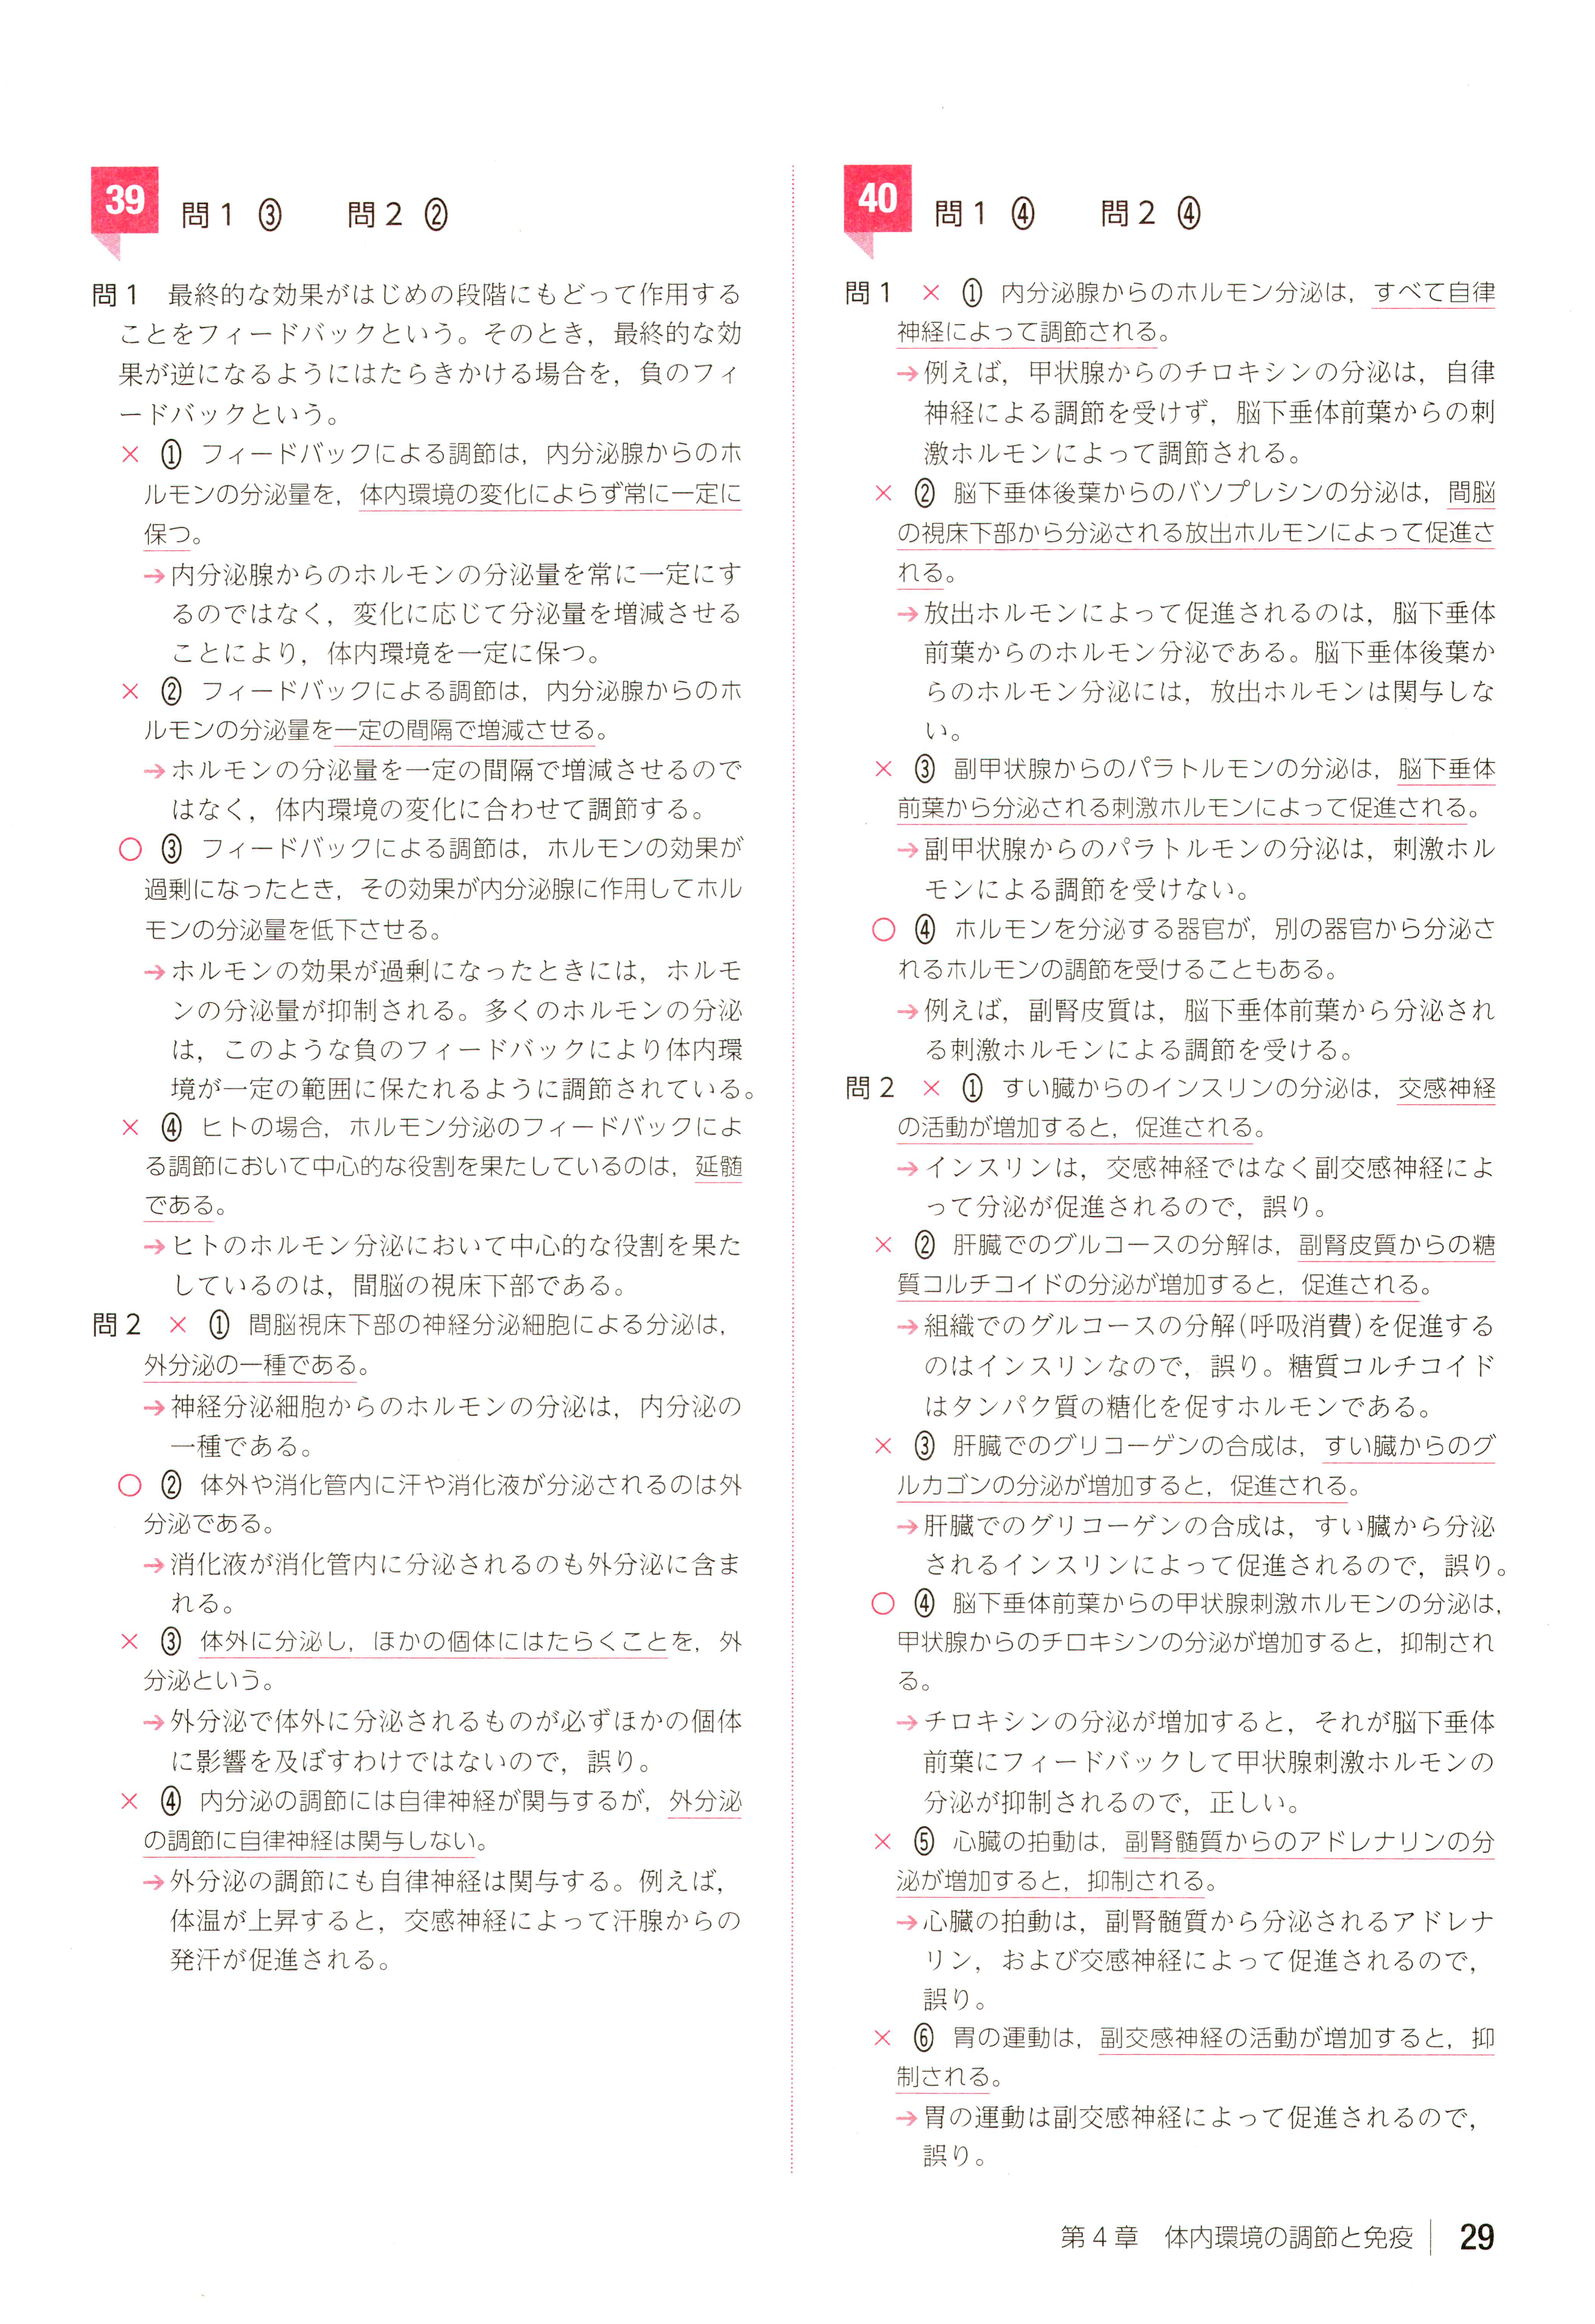 39 問1 ③ 問2 ②
問1 最終的な効果がはじめの段階にもどって作用する
ことをフィードバックという。そのとき，最終的な効
果が逆になるようにはたらきかける場合を，負のフィ
ードバックという。
× ① フィードバックによる調節は，内分泌腺からのホ
ルモンの分泌量を，体内環境の変化によらず常に一定に
保つ。
→内分泌腺からのホルモンの分泌量を常に一定にす
るのではなく，変化に応じて分泌量を増減させる
ことにより，体内環境を一定に保つ。
× ② フィードバックによる調節は，内分泌腺からのホ
ルモンの分泌量を一定の間隔で増減させる。
→ホルモンの分泌量を一定の間隔で増減させるので
はなく，体内環境の変化に合わせて調節する。
○ ③ フィードバックによる調節は，ホルモンの効果が
過剰になったとき，その効果が内分泌腺に作用してホル
モンの分泌量を低下させる。
→ホルモンの効果が過剰になったときには，ホルモ
ンの分泌量が抑制される。多くのホルモンの分泌
は，このような負のフィードバックにより体内環
境が一定の範囲に保たれるように調節されている。
× ④ ヒトの場合，ホルモン分泌のフィードバックによ
る調節において中心的な役割を果たしているのは，延髄
である。
→ヒトのホルモン分泌において中心的な役割を果た
しているのは，間脳の視床下部である。
問2 × ① 間脳視床下部の神経分泌細胞による分泌は，
外分泌の一種である。
→神経分泌細胞からのホルモンの分泌は，内分泌の
一種である。
○ ② 体外や消化管内に汗や消化液が分泌されるのは外
分泌である。
→消化液が消化管内に分泌されるのも外分泌に含ま
れる。
× ③ 体外に分泌し，ほかの個体にはたらくことを，外
分泌という。
→外分泌で体外に分泌されるものが必ずほかの個体
に影響を及ぼすわけではないので，誤り。
× ④ 内分泌の調節には自律神経が関与するが，外分泌
の調節に自律神経は関与しない。
→外分泌の調節にも自律神経は関与する。例えば，
体温が上昇すると，交感神経によって汗腺からの
発汗が促進される。
40 問1 ④ 問2 ④
問1 × ① 内分泌腺からのホルモン分泌は，すべて自律
神経によって調節される。
→例えば，甲状腺からのチロキシンの分泌は，自律
神経による調節を受けず，脳下垂体前葉からの刺
激ホルモンによって調節される。
× ② 脳下垂体後葉からのバソプレシンの分泌は，間脳
の視床下部から分泌される放出ホルモンによって促進さ
れる。
→放出ホルモンによって促進されるのは，脳下垂体
前葉からのホルモン分泌である。脳下垂体後葉か
らのホルモン分泌には，放出ホルモンは関与しな
い。
× ③ 副甲状腺からのパラトルモンの分泌は，脳下垂体
前葉から分泌される刺激ホルモンによって促進される。
→副甲状腺からのパラトルモンの分泌は，刺激ホル
モンによる調節を受けない。
○ ④ ホルモンを分泌する器官が，別の器官から分泌さ
れるホルモンの調節を受けることもある。
→例えば，副腎皮質は，脳下垂体前葉から分泌され
る刺激ホルモンによる調節を受ける。
問2 × ① すい臓からのインスリンの分泌は，交感神経
の活動が増加すると，促進される。
→インスリンは，交感神経ではなく副交感神経によ
って分泌が促進されるので，誤り。
× ② 肝臓でのグルコースの分解は，副腎皮質からの糖
質コルチコイドの分泌が増加すると，促進される。
→組織でのグルコースの分解(呼吸消費)を促進する
のはインスリンなので，誤り。糖質コルチコイド
はタンパク質の糖化を促すホルモンである。
× ③ 肝臓でのグリコーゲンの合成は，すい臓からのグ
ルカゴンの分泌が増加すると，促進される。
→肝臓でのグリコーゲンの合成は，すい臓から分泌
されるインスリンによって促進されるので，誤り。
○ ④ 脳下垂体前葉からの甲状腺刺激ホルモンの分泌は，
甲状腺からのチロキシンの分泌が増加すると，抑制され
る。
→チロキシンの分泌が増加すると，それが脳下垂体
前葉にフィードバックして甲状腺刺激ホルモンの
分泌が抑制されるので，正しい。
× ⑤ 心臓の拍動は，副腎髄質からのアドレナリンの分
泌が増加すると，抑制される。
→心臓の拍動は，副腎髄質から分泌されるアドレナ
リン，および交感神経によって促進されるので，
誤り。
× ⑥ 胃の運動は，副交感神経の活動が増加すると，抑
制される。
→胃の運動は副交感神経によって促進されるので，
誤り。
第4章 体内環境の調節と免疫 29